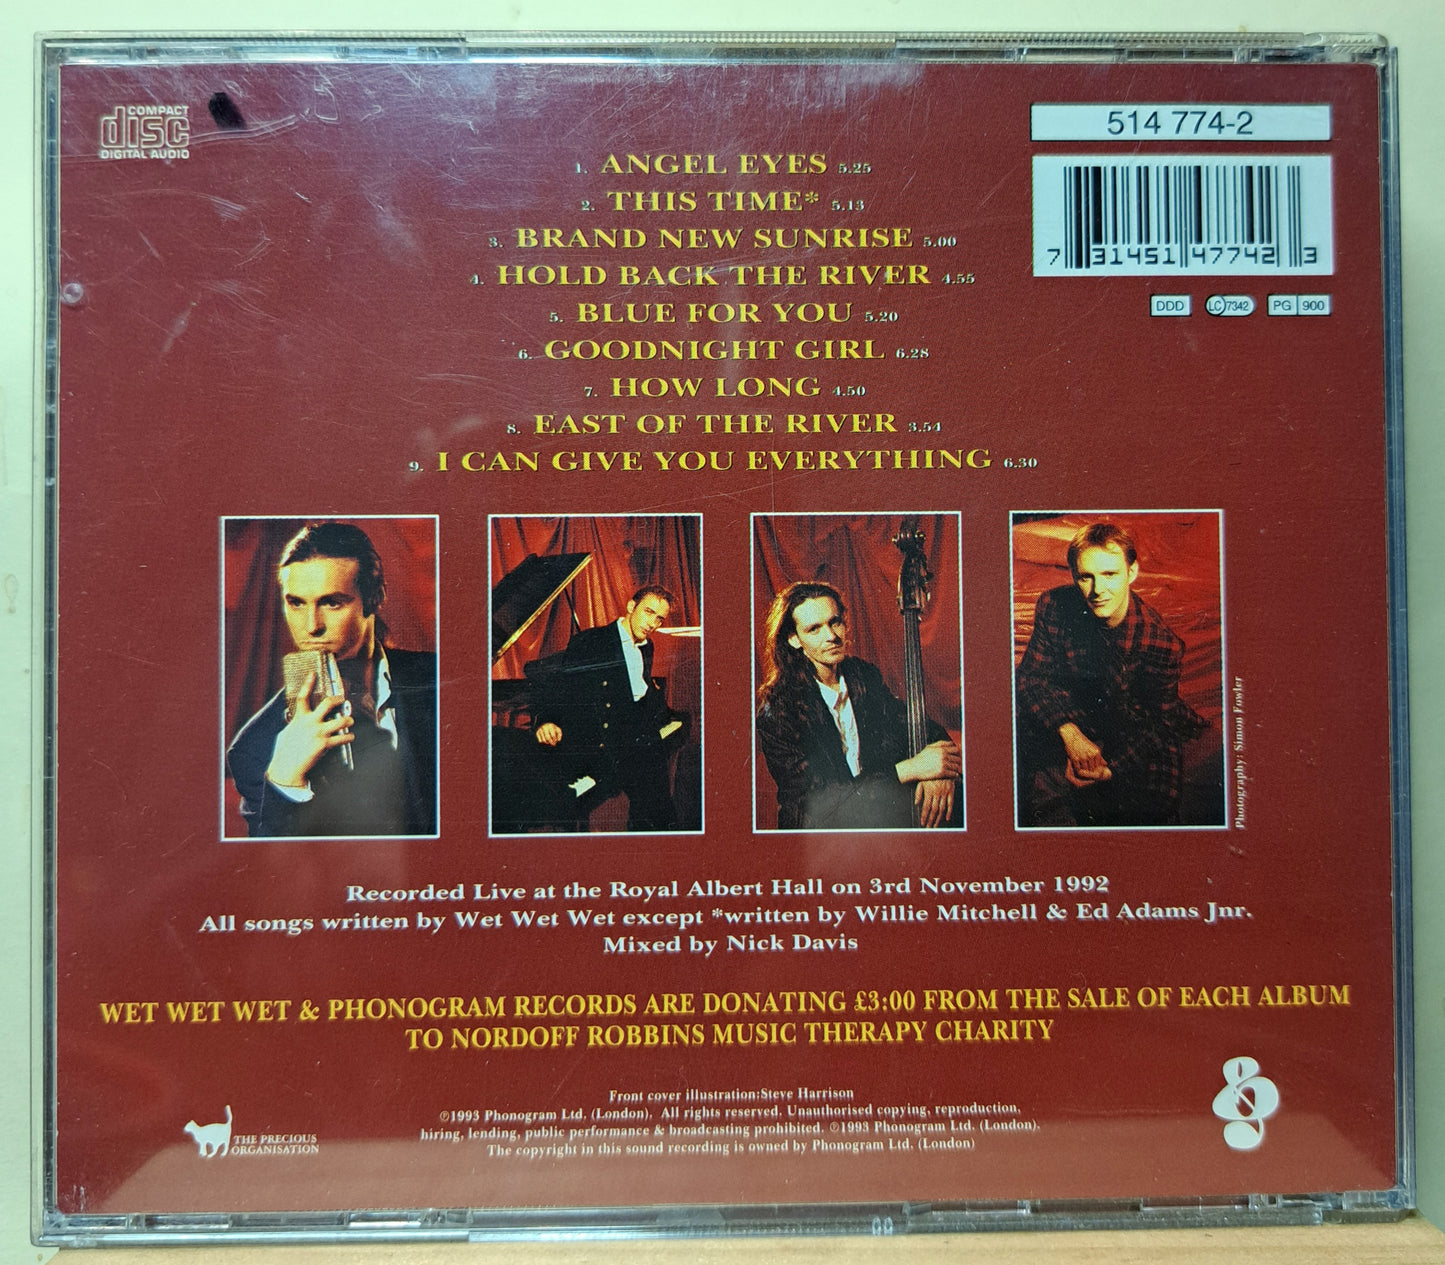 COMPACT
disc
DIGITAL AUDIO
514 774-2
7 31451 47742 3
DDD LC 7342 PG 900
1. ANGEL EYES 5.25
2. THIS TIME* 5.13
3. BRAND NEW SUNRISE 5.00
4. HOLD BACK THE RIVER 4.55
5. BLUE FOR YOU 5.20
6. GOODNIGHT GIRL 6.28
7. HOW LONG 4.50
8. EAST OF THE RIVER 3.54
9. I CAN GIVE YOU EVERYTHING 6.30
Photography: Simon Fowler
Recorded Live at the Royal Albert Hall on 3rd November 1992
All songs written by Wet Wet Wet except *written by Willie Mitchell & Ed Adams Jnr.
Mixed by Nick Davis
WET WET WET & PHONOGRAM RECORDS ARE DONATING £3:00 FROM THE SALE OF EACH ALBUM
TO NORDOFF ROBBINS MUSIC THERAPY CHARITY
Front cover illustration:Steve Harrison
℗1993 Phonogram Ltd. (London). All rights reserved. Unauthorised copying, reproduction,
hiring, lending, public performance & broadcasting prohibited. ℗1993 Phonogram Ltd. (London).
The copyright in this sound recording is owned by Phonogram Ltd. (London)
THE PRECIOUS
ORGANISATION